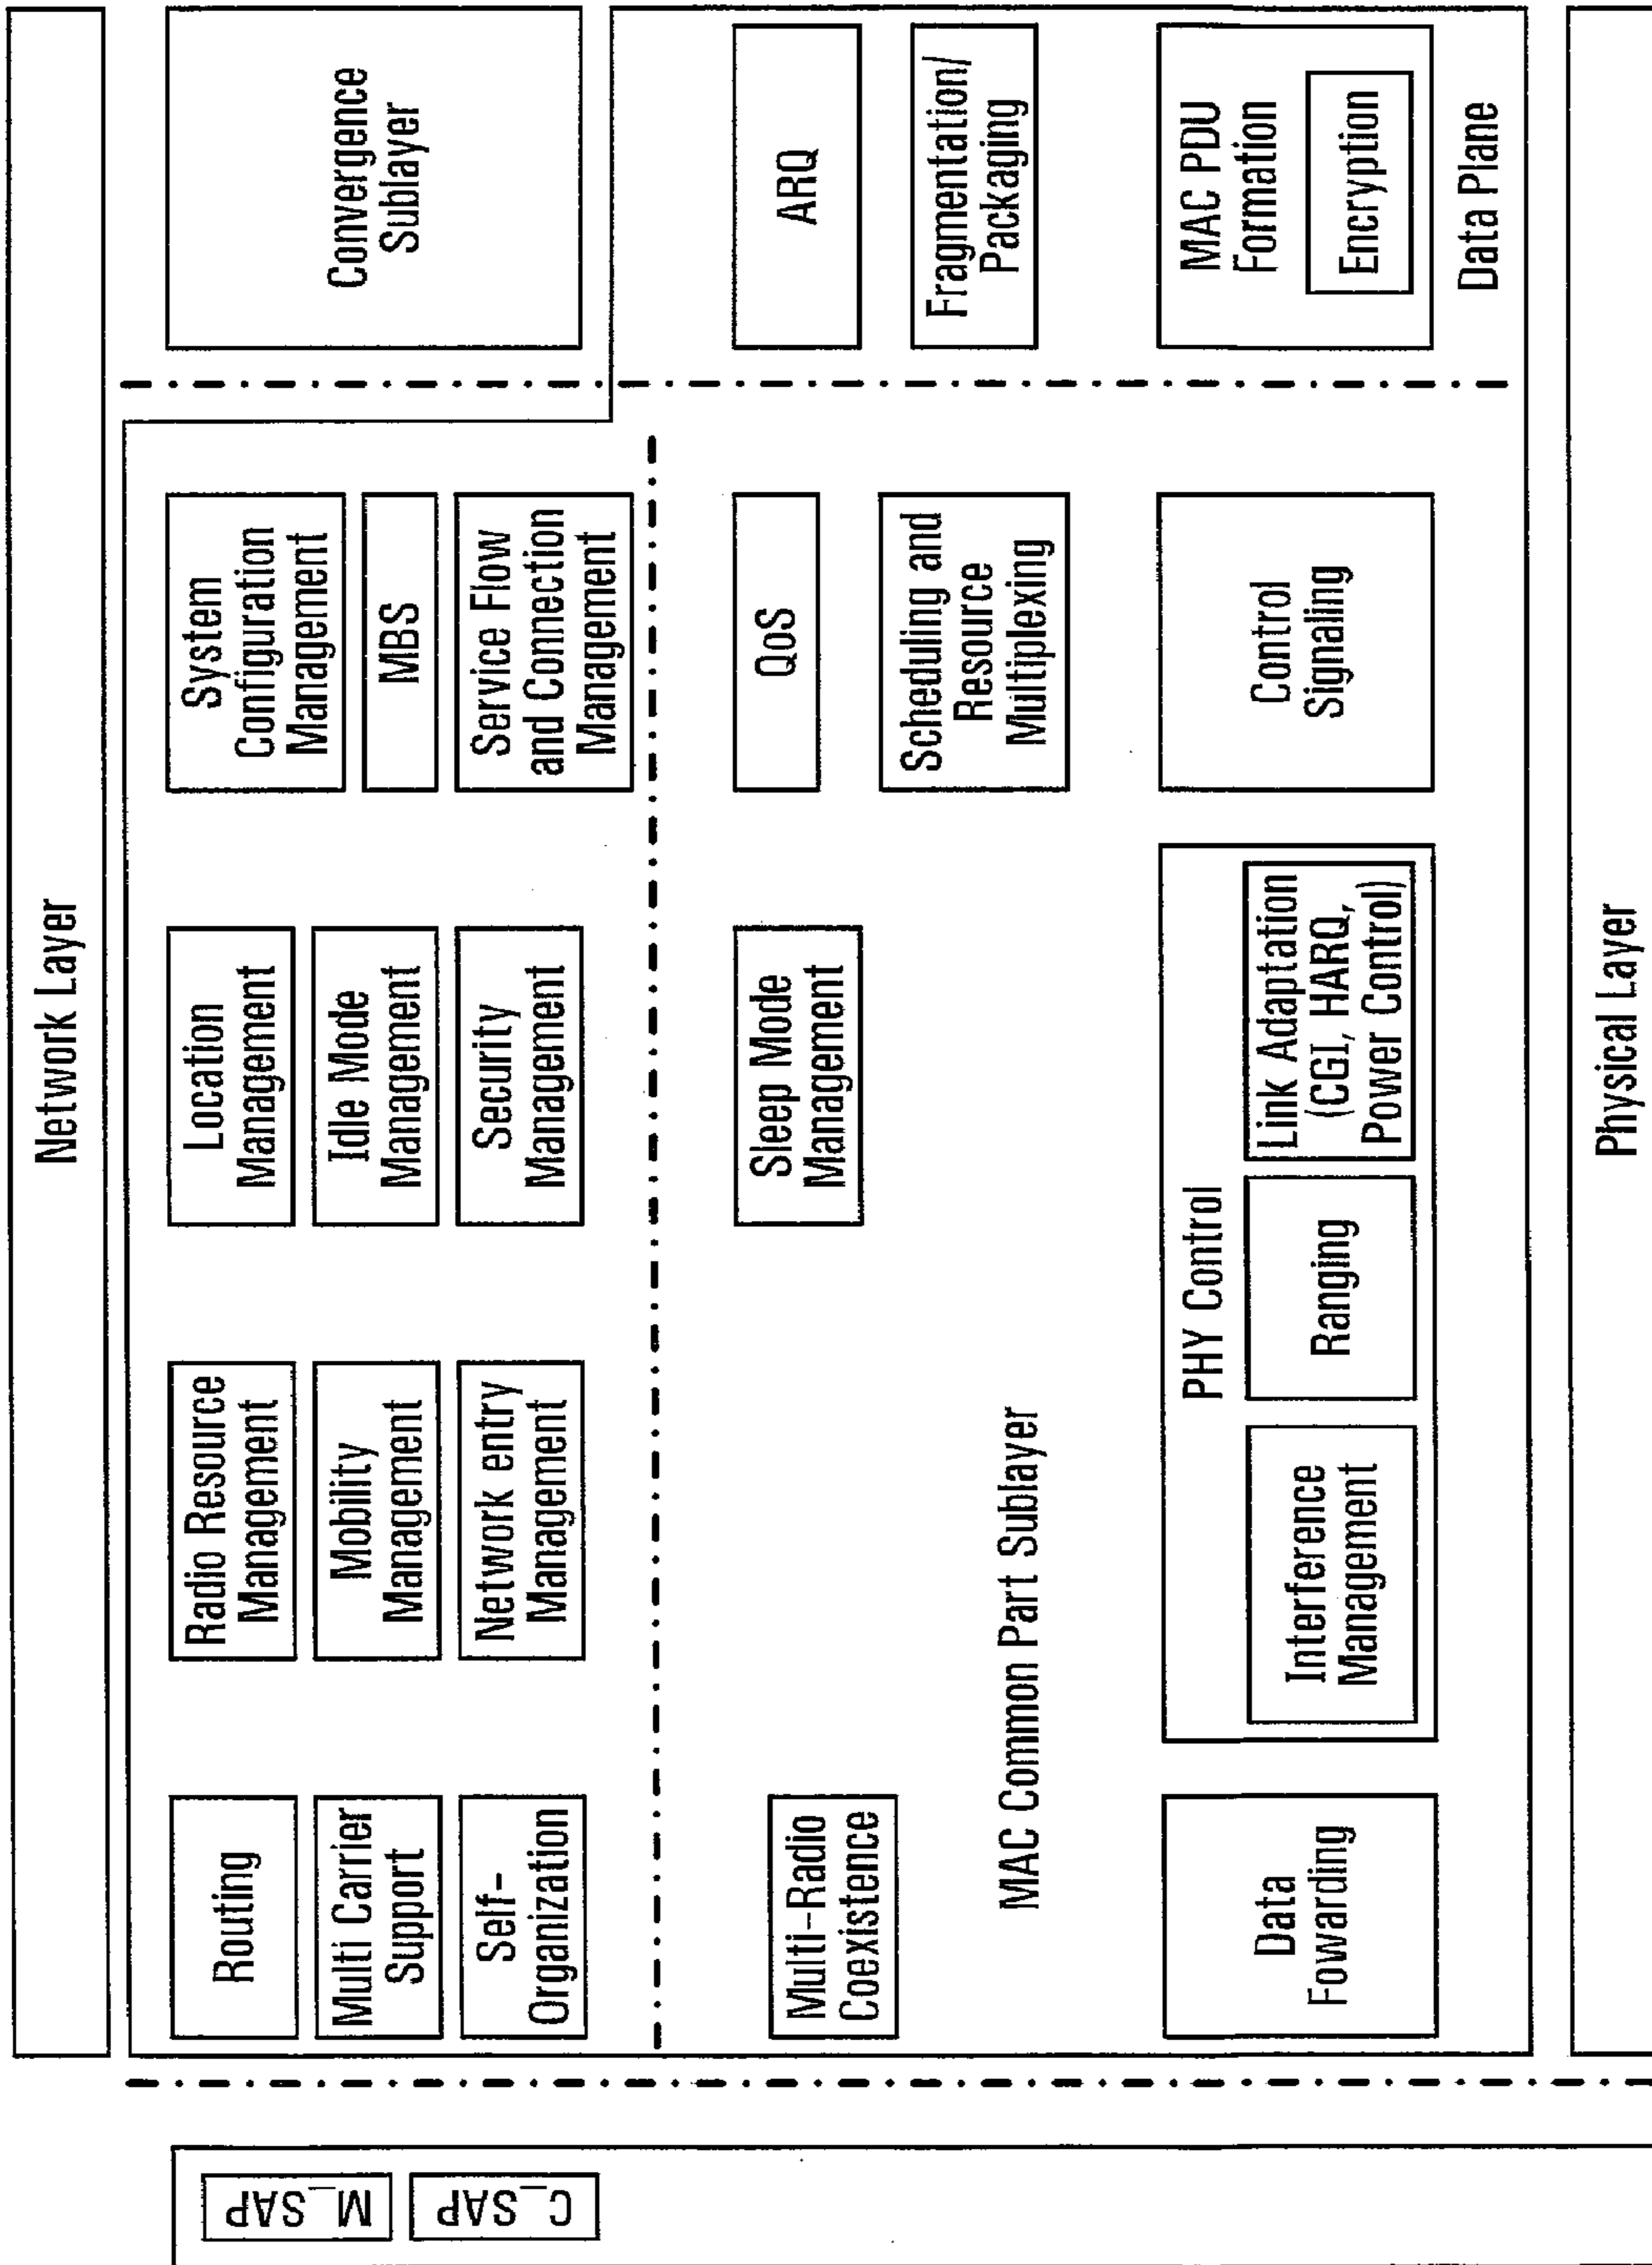 Network Layer
M_SAP
C_SAP
Routing
Multi Carrier
Support
Self-
Organization
Radio Resource
Management
Mobility
Management
Network entry
Management
Location
Management
Idle Mode
Management
Security
Management
System
Configuration
Management
MBS
Service Flow
and Connection
Management
Convergence
Sublayer
Multi-Radio
Coexistence
Sleep Mode
Management
QoS
Scheduling and
Resource
Multiplexing
ARQ
Fragmentation/
Packaging
MAC Common Part Sublayer
Data
Fowarding
PHY Control
Interference
Management
Ranging
Link Adaptation
(CGI, HARQ,
Power Control)
Control
Signaling
MAC PDU
Formation
Encryption
Data Plane
Physical Layer